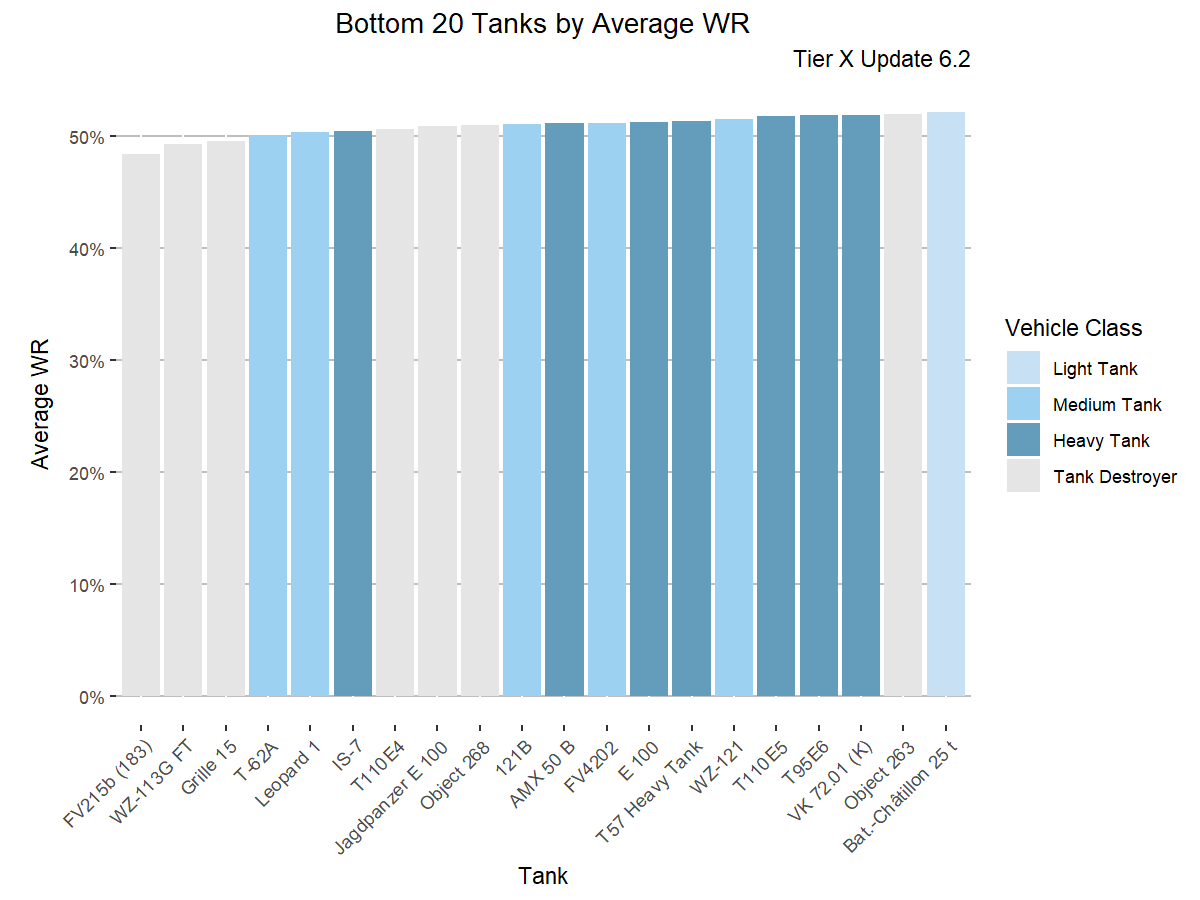 Bottom 20 Tanks by Average WR
Tier X Update 6.2
Average WR
50%
40%
30%
20%
10%
0%
FV215b (183)
WZ-113G FT
Grille 15
T-62A
Leopard 1
IS-7
T110E4
Jagdpanzer E 100
Object 268
121B
AMX 50 B
FV4202
E 100
T57 Heavy Tank
WZ-121
T110E5
T95E6
VK 72.01 (K)
Object 263
Bat.-Châtillon 25 t
Tank
Vehicle Class
Light Tank
Medium Tank
Heavy Tank
Tank Destroyer